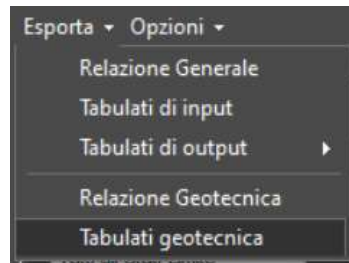 Esporta Opzioni
Relazione Generale
Tabulati di input
Tabulati di output
Relazione Geotecnica
Tabulati geotecnica